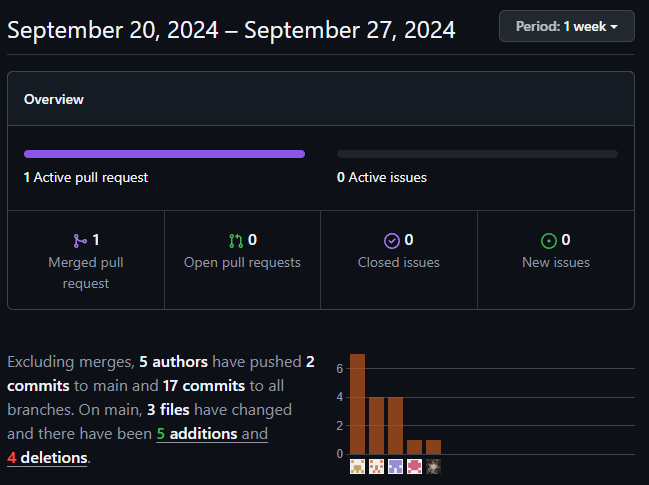 September 20, 2024 – September 27, 2024
Period: 1 week
Overview
1 Active pull request
0 Active issues
1
Merged pull
request
0
Open pull requests
0
Closed issues
0
New issues
Excluding merges, 5 authors have pushed 2
commits to main and 17 commits to all
branches. On main, 3 files have changed
and there have been 5 additions and
4 deletions.
6
4
2
0